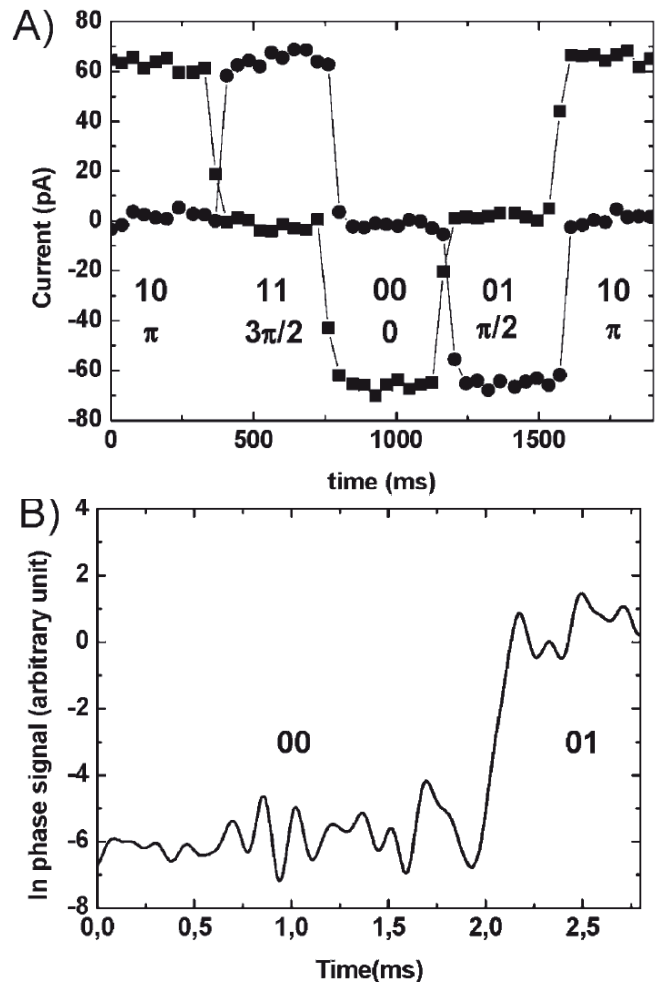 A)
80
60
40
20
0
-20
-40
-60
-80
Current (pA)
10 11 00 01 10
π 3π/2 0 π/2 π
0 500 1000 1500
time (ms)
B)
4
2
0
-2
-4
-6
-8
In phase signal (arbitrary unit)
00 01
0,0 0,5 1,0 1,5 2,0 2,5
Time(ms)